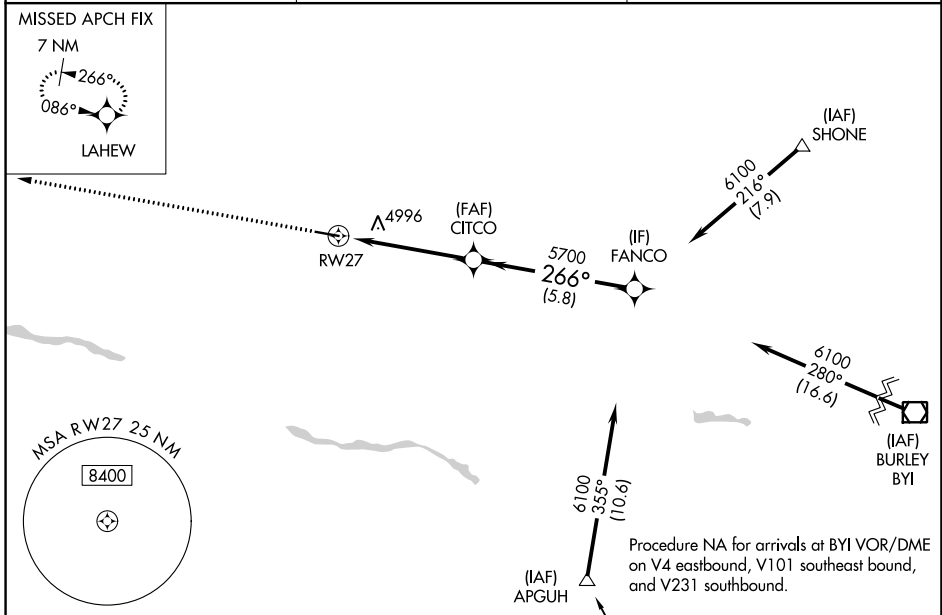 MISSED APCH FIX
7 NM
266°
086°
LAHEW
(IAF)
SHONE
6100
216°
(7.9)
4996
(FAF)
CITCO
RW27
(IF)
FANCO
5700
266°
(5.8)
6100
280°
(16.6)
(IAF)
BURLEY
BYI
MSA RW27 25 NM
8400
6100
355°
(10.6)
(IAF)
APGUH
Procedure NA for arrivals at BYI VOR/DME
on V4 eastbound, V101 southeast bound,
and V231 southbound.